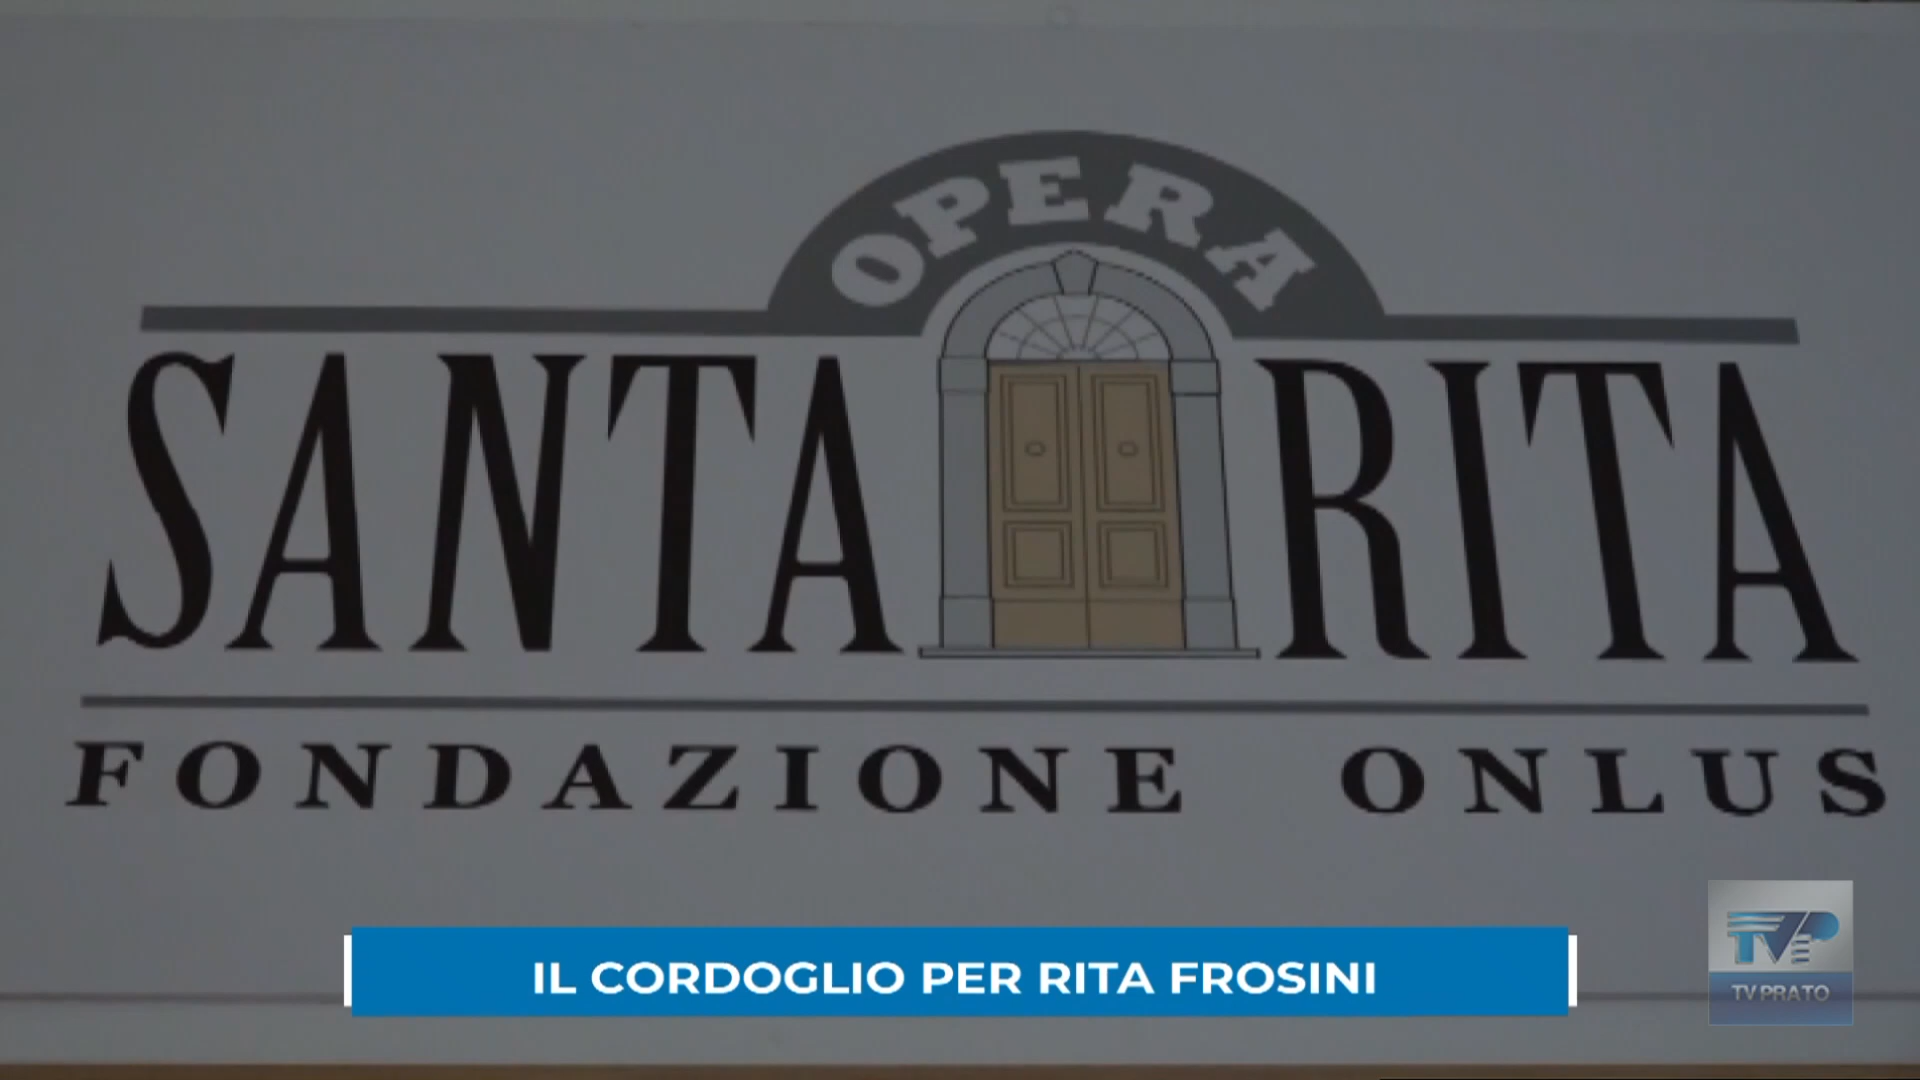 OPERA
SANTA RITA
FONDAZIONE ONLUS
IL CORDOGLIO PER RITA FROSINI
TV PRATO